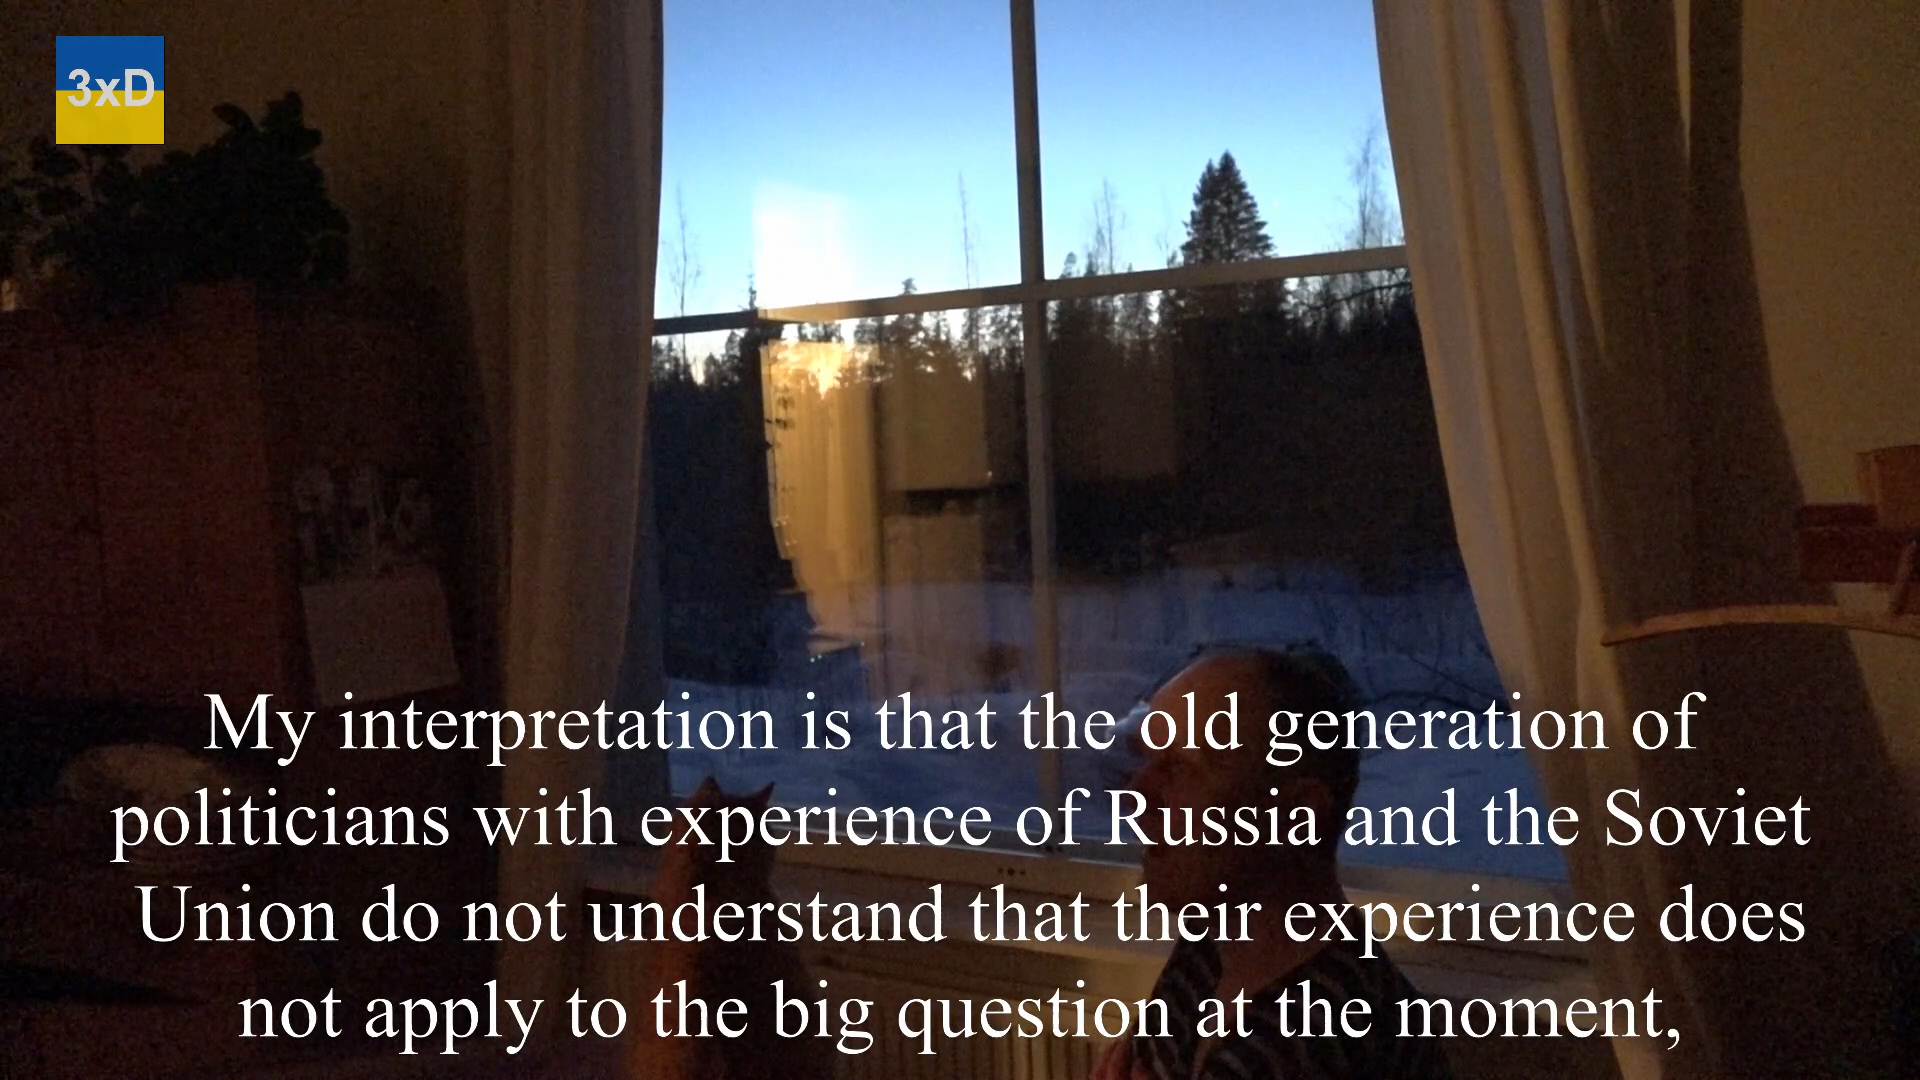 3xD
My interpretation is that the old generation of
politicians with experience of Russia and the Soviet
Union do not understand that their experience does
not apply to the big question at the moment,